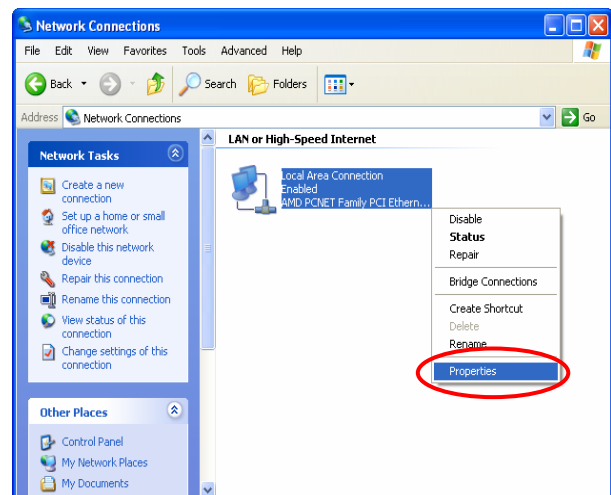 Network Connections
File Edit View Favorites Tools Advanced Help
Back Search Folders
Address Network Connections Go
Network Tasks
Create a new
connection
Set up a home or small
office network
Disable this network
device
Repair this connection
Rename this connection
View status of this
connection
Change settings of this
connection
Other Places
Control Panel
My Network Places
My Documents
LAN or High-Speed Internet
Local Area Connection
Enabled
AMD PCNET Family PCI Ethern...
Disable
Status
Repair
Bridge Connections
Create Shortcut
Delete
Rename
Properties